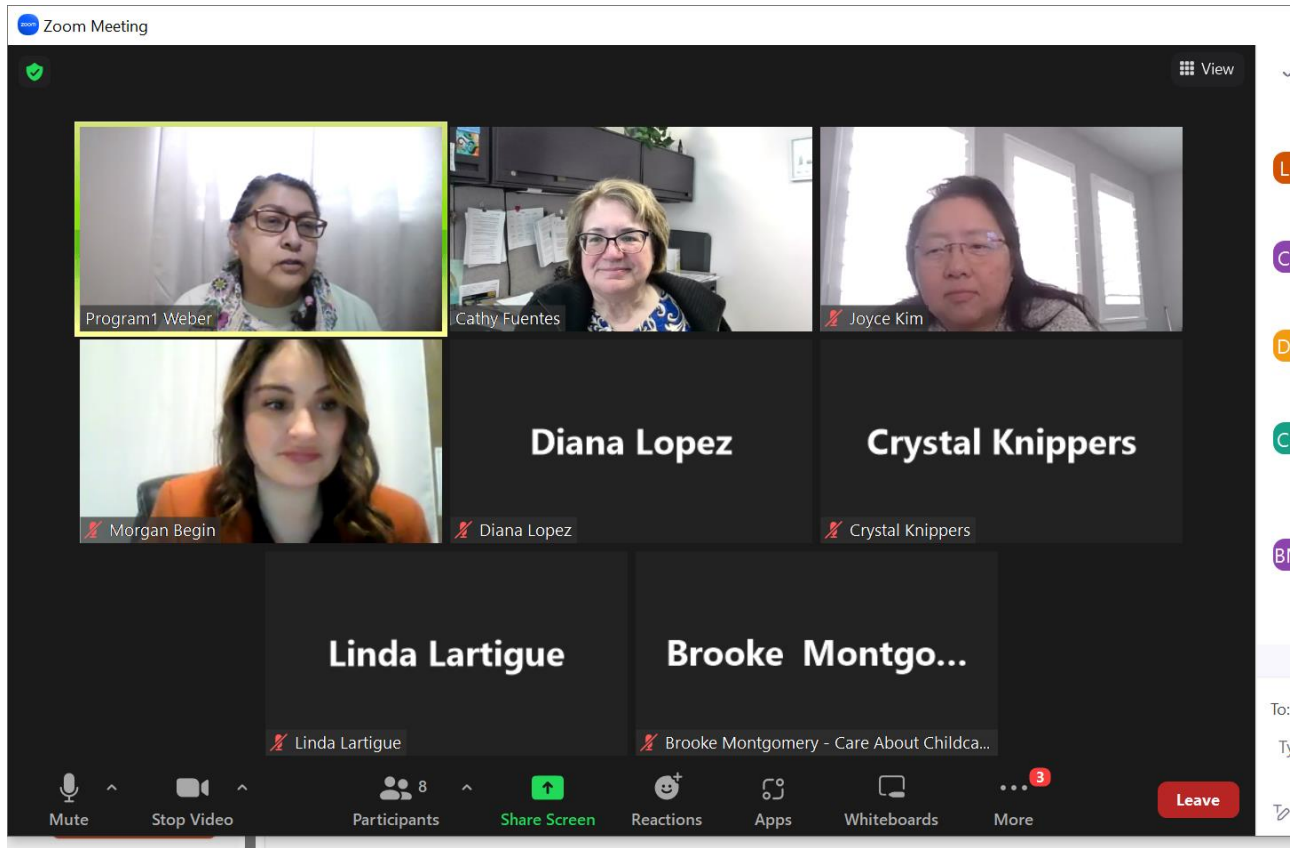 zoom Zoom Meeting
View
Program1 Weber
Cathy Fuentes
Joyce Kim
Morgan Begin
Diana Lopez
Diana Lopez
Crystal Knippers
Crystal Knippers
Linda Lartigue
Linda Lartigue
Brooke Montgo...
Brooke Montgomery - Care About Childca...
L
C
D
C
To:
8
3
Mute
Stop Video
Participants
Share Screen
Reactions
Apps
Whiteboards
More
Leave